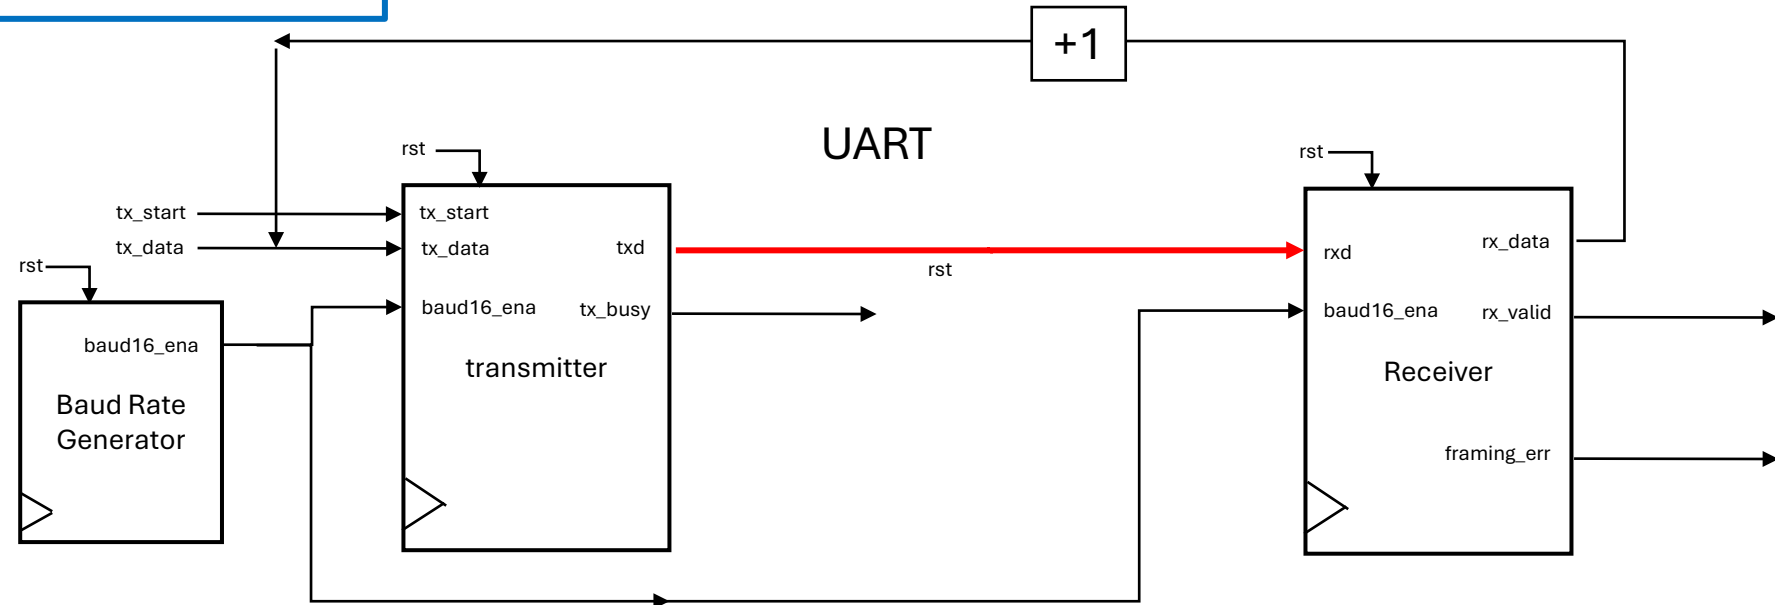 +1
UART
rst
rst
tx_start
tx_start
tx_data
tx_data
txd
rxd
rx_data
rst
rst
baud16_ena
tx_busy
baud16_ena
rx_valid
baud16_ena
transmitter
Receiver
Baud Rate
Generator
framing_err